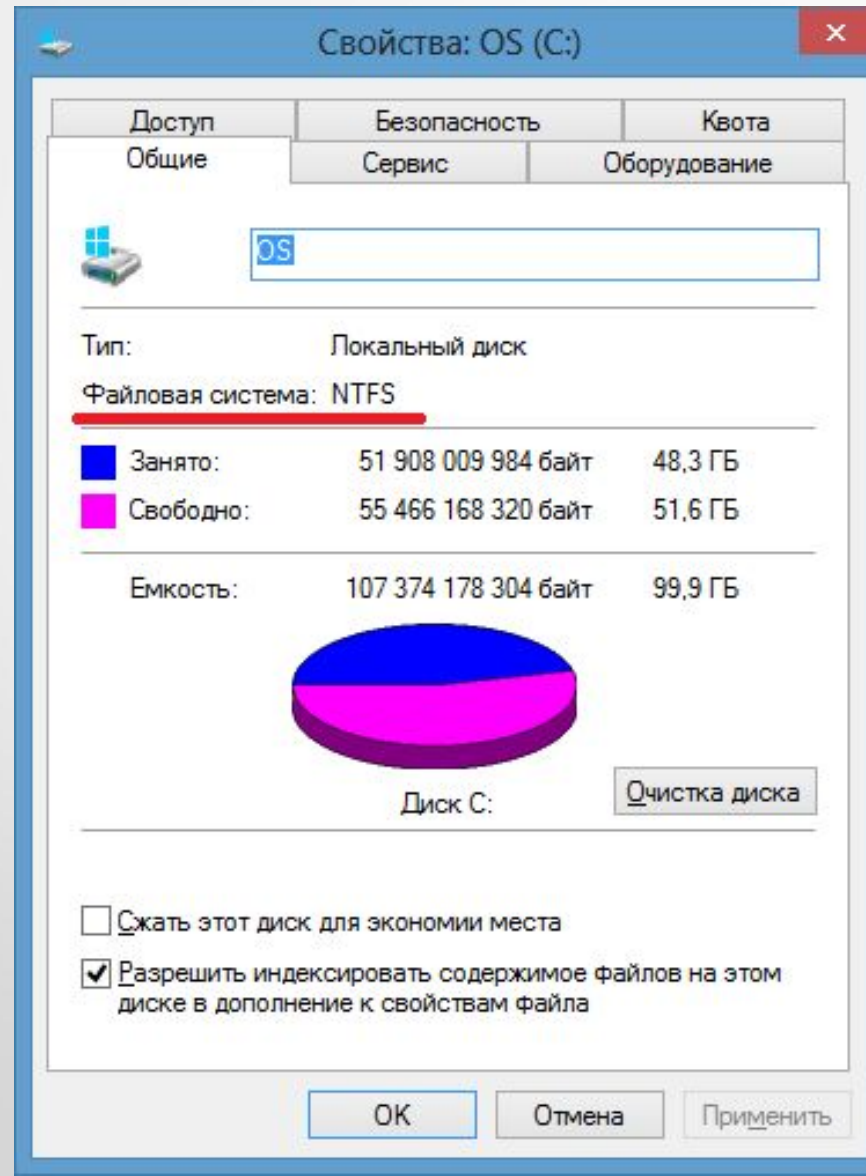 Свойства: OS (C:)
Доступ Безопасность Квота
Общие Сервис Оборудование
OS
Тип: Локальный диск
Файловая система: NTFS
Занято: 51 908 009 984 байт 48,3 ГБ
Свободно: 55 466 168 320 байт 51,6 ГБ
Емкость: 107 374 178 304 байт 99,9 ГБ
Диск C:
Очистка диска
Сжать этот диск для экономии места
Разрешить индексировать содержимое файлов на этом
диске в дополнение к свойствам файла
OK Отмена Применить